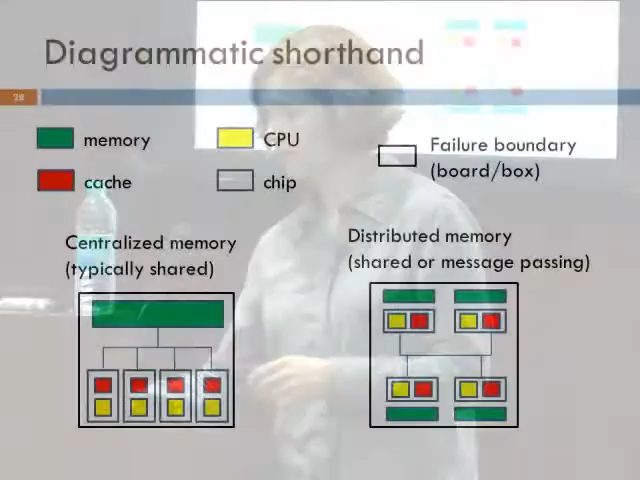 Diagrammatic shorthand
28
memory
CPU
Failure boundary
(board/box)
cache
chip
Centralized memory
(typically shared)
Distributed memory
(shared or message passing)